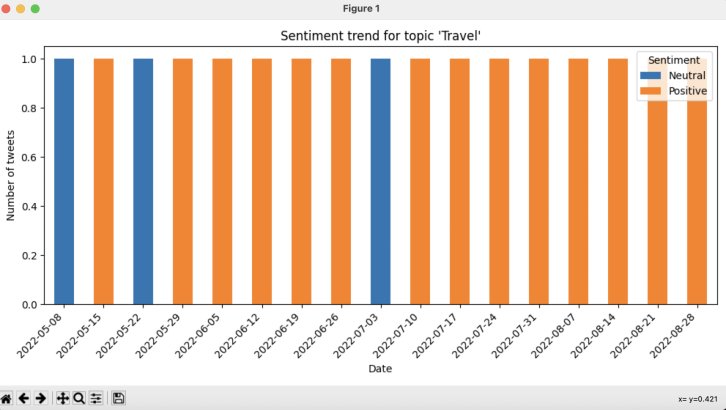 Figure 1
Sentiment trend for topic 'Travel'
1.0
0.8
0.6
0.4
0.2
0.0
Number of tweets
Sentiment
Neutral
Positive
2022-05-08
2022-05-15
2022-05-22
2022-05-29
2022-06-05
2022-06-12
2022-06-19
2022-06-26
2022-07-03
2022-07-10
2022-07-17
2022-07-24
2022-07-31
2022-08-07
2022-08-14
2022-08-21
2022-08-28
Date
x= y=0.421